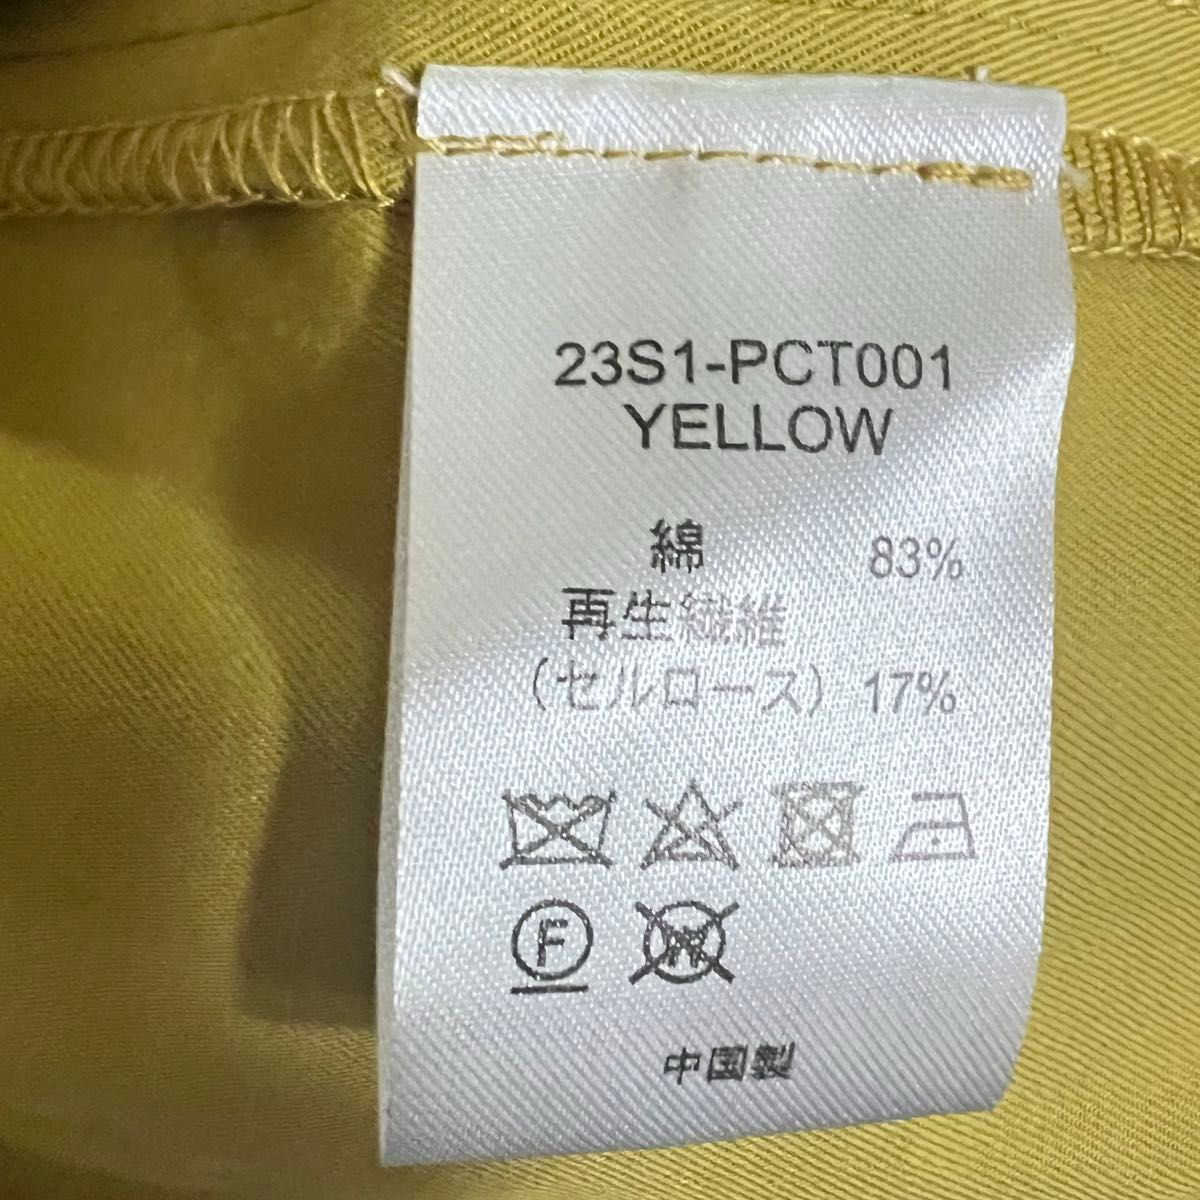 23S1-PCT001
YELLOW
綿 83%
再生繊維
(セルロース) 17%
F W
中国製